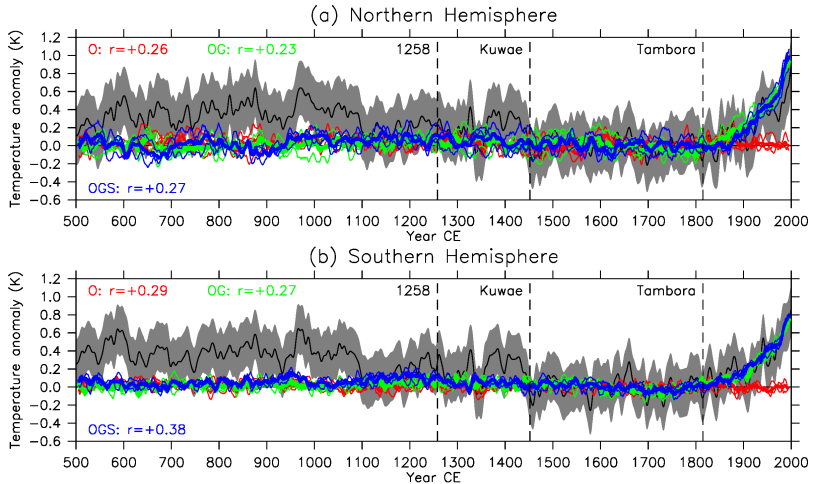 (a) Northern Hemisphere
Temperature anomaly (K)
1.2
1.0
0.8
0.6
0.4
0.2
0.0
−0.2
−0.4
−0.6
O: r=+0.26 OG: r=+0.23 1258 Kuwae Tambora
OGS: r=+0.27
500 600 700 800 900 1000 1100 1200 1300 1400 1500 1600 1700 1800 1900 2000
Year CE
(b) Southern Hemisphere
Temperature anomaly (K)
1.2
1.0
0.8
0.6
0.4
0.2
0.0
−0.2
−0.4
−0.6
O: r=+0.29 OG: r=+0.27 1258 Kuwae Tambora
OGS: r=+0.38
500 600 700 800 900 1000 1100 1200 1300 1400 1500 1600 1700 1800 1900 2000
Year CE